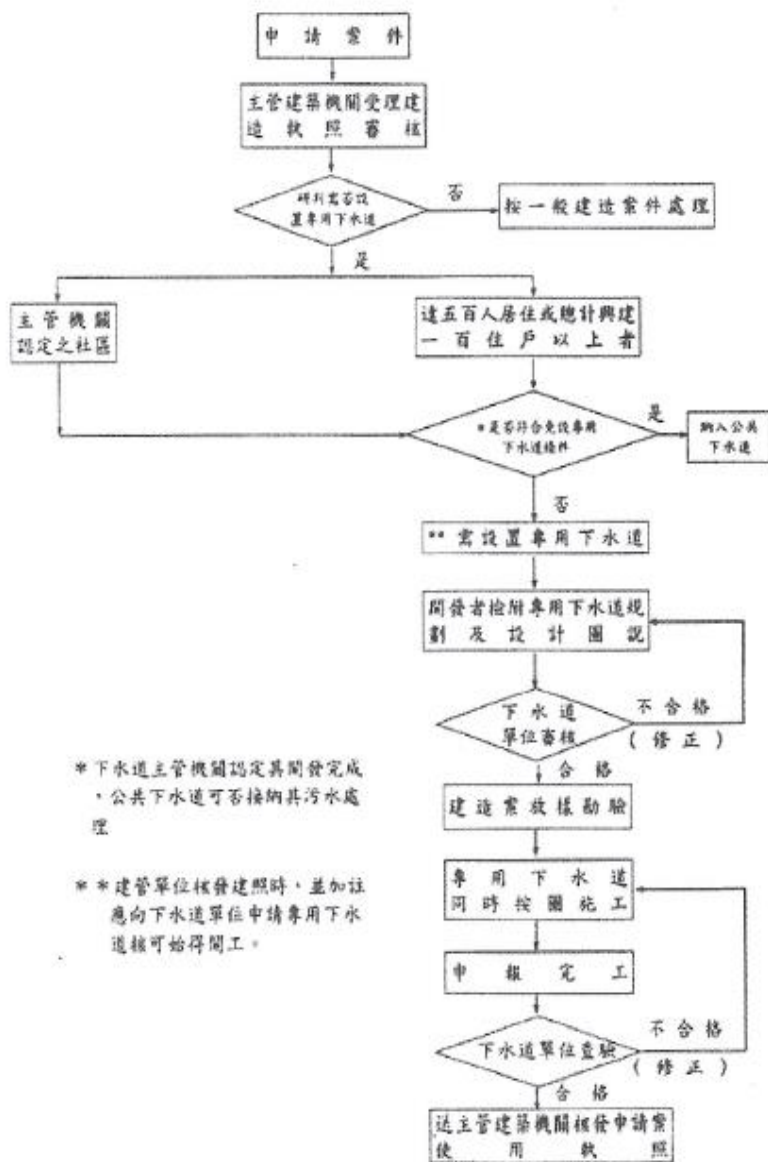 申請案件
主管建築機關受理建
造執照審核
研判需否設
置專用下水道
否
按一般建造案件處理
是
主管機關
認定之社區
達五百人居住或總計興建
一百住戶以上者
*是否符合免設專用
下水道條件
是
納入公共
下水道
否
**需設置專用下水道
開發者檢附專用下水道規
劃及設計圖說
下水道
單位審核
不合格
(修正)
合格
*下水道主管機關認定其開發完成
,公共下水道可否接納其污水處
理
建造案放樣勘驗
**建管單位核發建照時,並加註
應向下水道單位申請專用下水
道核可始得開工。
專用下水道
同時按圖施工
申報完工
下水道單位查驗
不合格
(修正)
合格
送主管建築機關核發申請案
使用執照